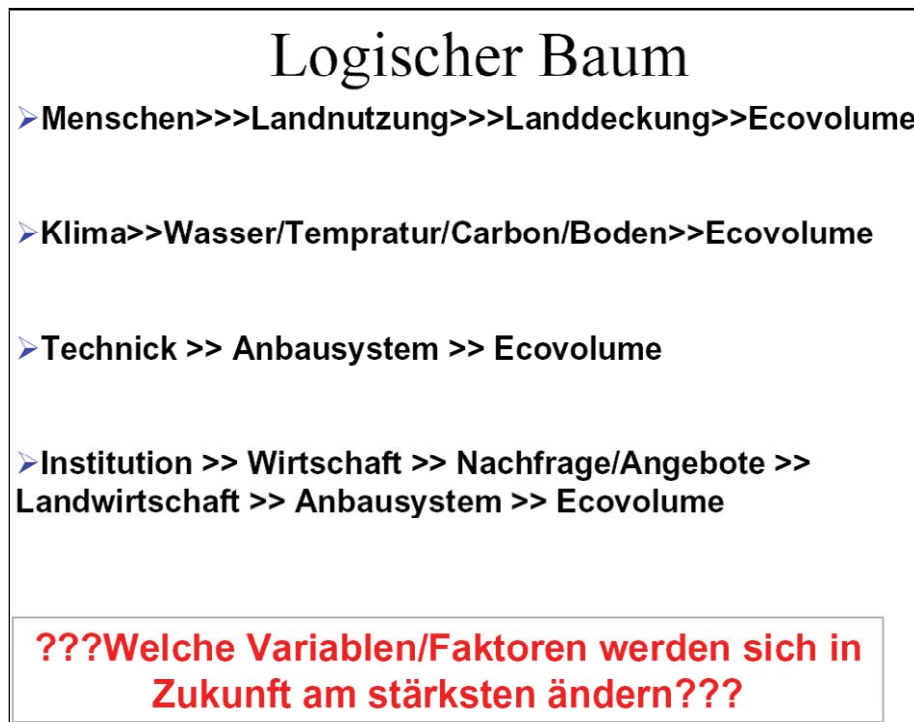 Logischer Baum
➢Menschen>>>Landnutzung>>>Landdeckung>>Ecovolume
➢Klima>>Wasser/Tempratur/Carbon/Boden>>Ecovolume
➢Technick >> Anbausystem >> Ecovolume
➢Institution >> Wirtschaft >> Nachfrage/Angebote >>
Landwirtschaft >> Anbausystem >> Ecovolume
???Welche Variablen/Faktoren werden sich in
Zukunft am stärksten ändern???